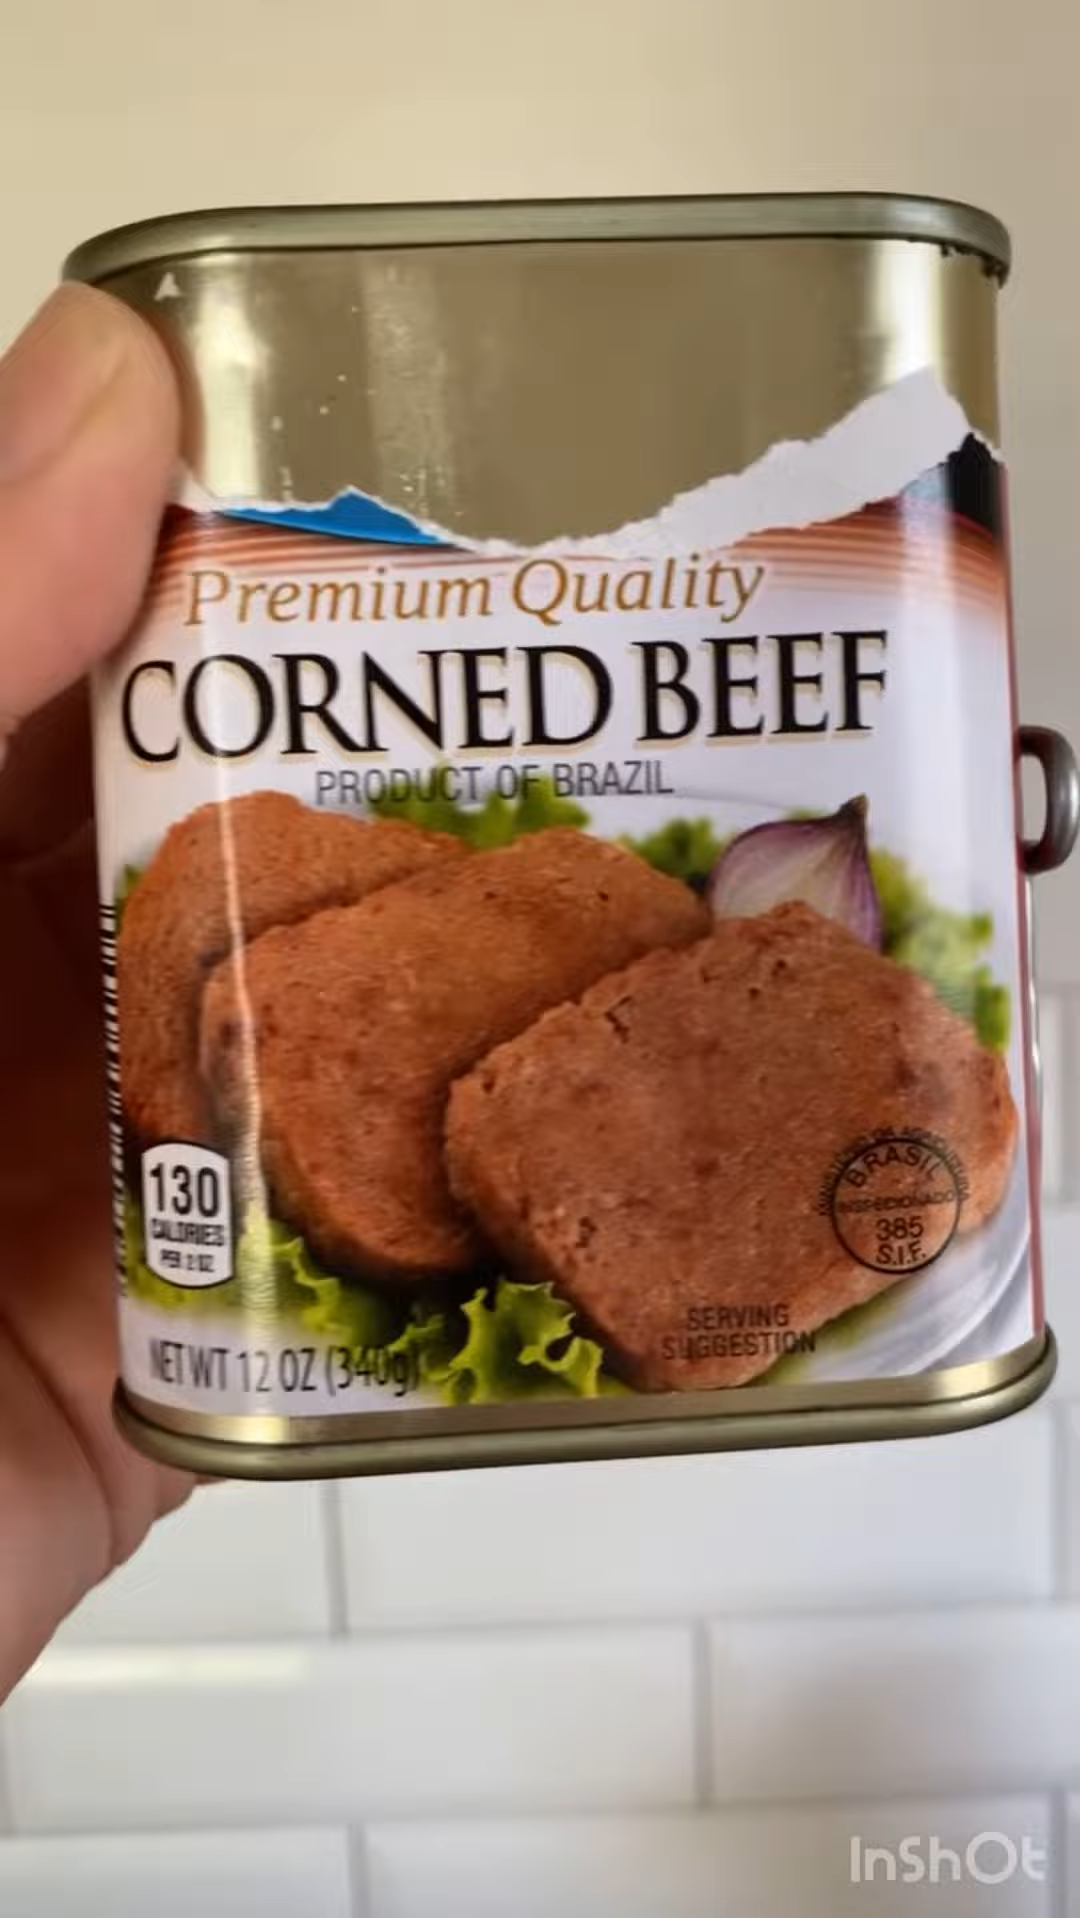 Premium Quality
CORNED BEEF
PRODUCT OF BRAZIL
130
CALORIES
PER 2 OZ
BRASIL
INSPECIONADO
385
S.I.F.
SERVING
SUGGESTION
NET WT 12 OZ (340g)
InShOt